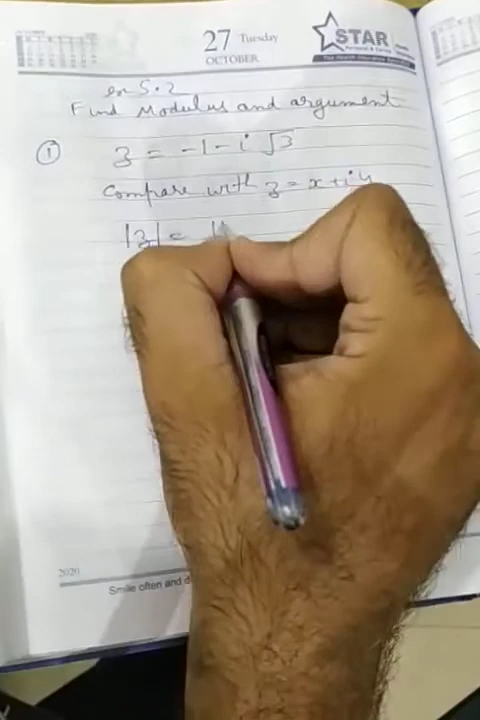 27 Tuesday
OCTOBER
STAR
ex 5.2
Find Modulus and argument
① z = -1 - i √3
Compare with z = x + iy
|z| =
2020
Smile often and